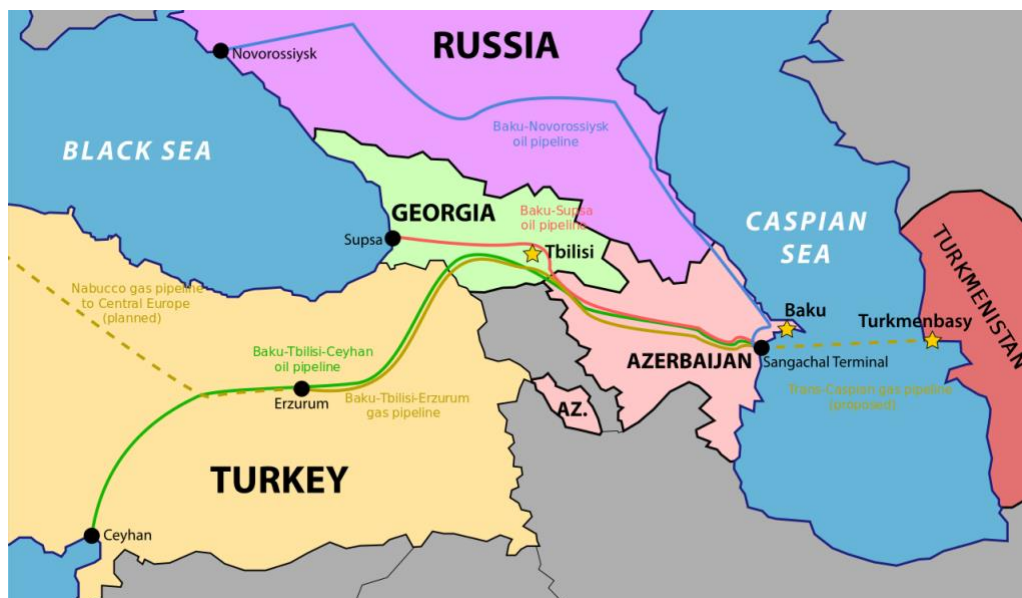 RUSSIA
Novorossiysk
Baku-Novorossiysk
oil pipeline
BLACK SEA
GEORGIA
Baku-Supsa
oil pipeline
Supsa
Tbilisi
CASPIAN
SEA
TURKMENISTAN
Nabucco gas pipeline
to Central Europe
(planned)
Baku
Turkmenbasy
Baku-Tbilisi-Ceyhan
oil pipeline
AZERBAIJAN
Sangachal Terminal
Erzurum
Baku-Tbilisi-Erzurum
gas pipeline
Trans-Caspian gas pipeline
(proposed)
AZ.
TURKEY
Ceyhan